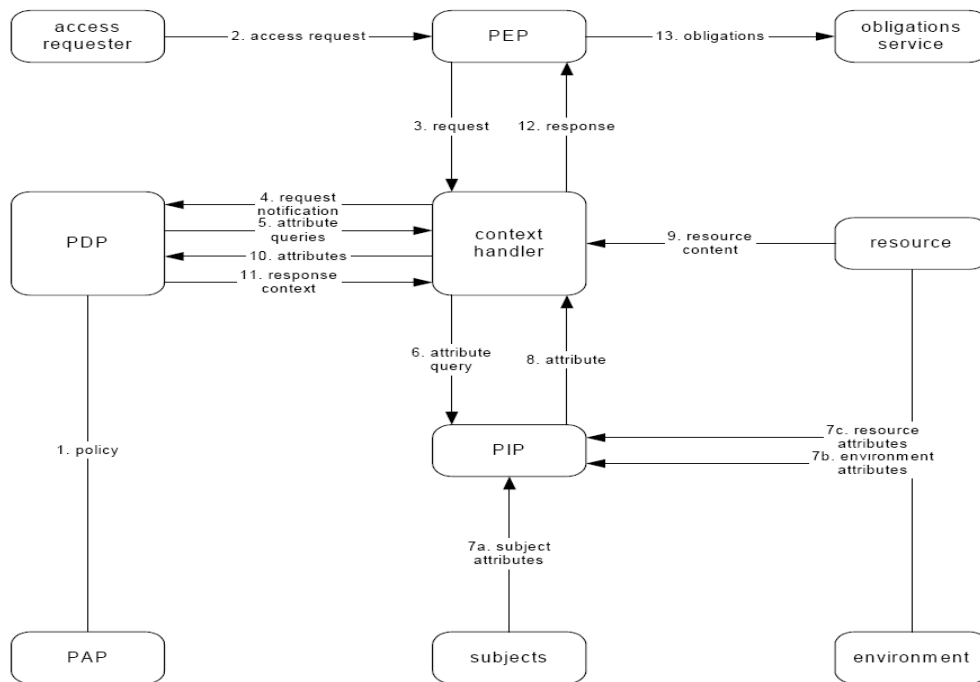 access
requester
2. access request
PEP
13. obligations
obligations
service
3. request
12. response
PDP
4. request
notification
5. attribute
queries
10. attributes
11. response
context
context
handler
9. resource
content
resource
6. attribute
query
8. attribute
1. policy
PIP
7c. resource
attributes
7b. environment
attributes
7a. subject
attributes
PAP
subjects
environment